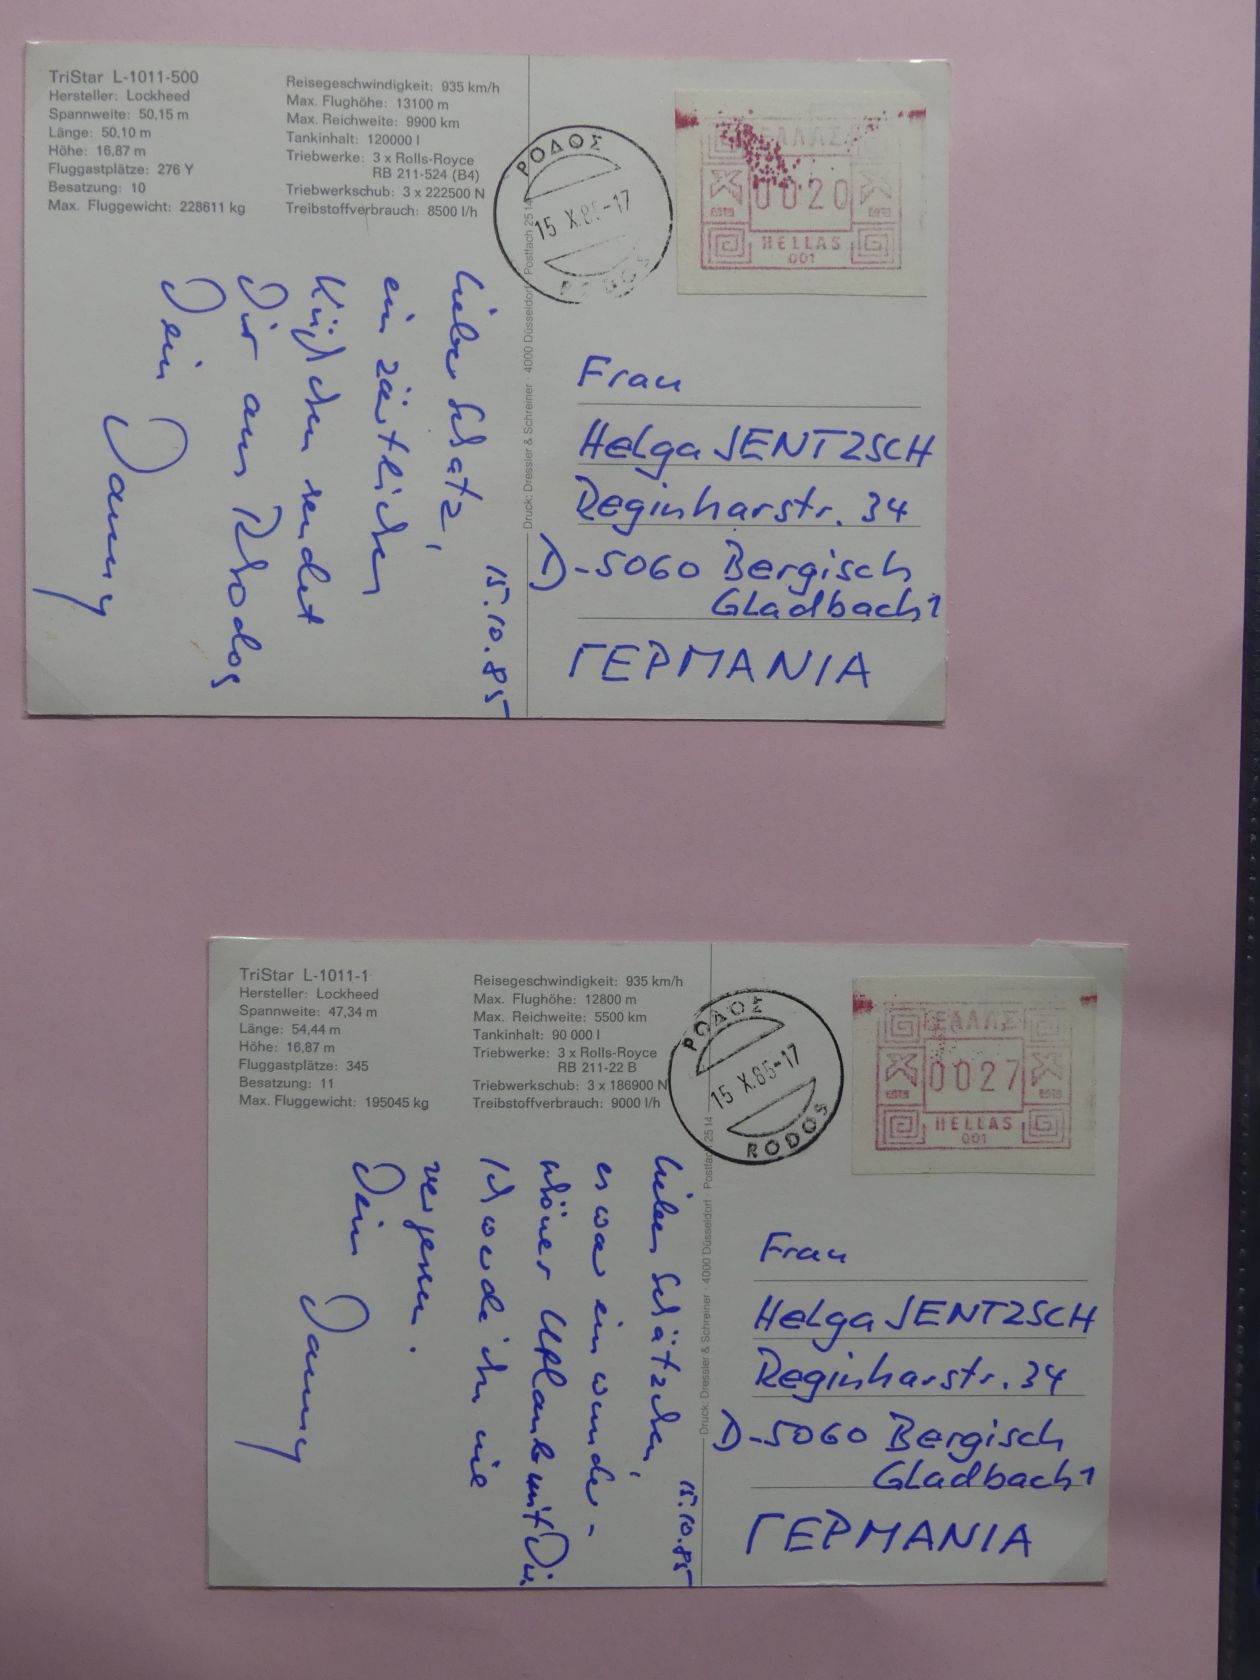 TriStar L-1011-500
Hersteller: Lockheed
Spannweite: 50,15 m
Länge: 50,10 m
Höhe: 16,87 m
Fluggastplätze: 276 Y
Besatzung: 10
Max. Fluggewicht: 228611 kg
Reisegeschwindigkeit: 935 km/h
Max. Flughöhe: 13100 m
Max. Reichweite: 9900 km
Tankinhalt: 120000 l
Triebwerke: 3 x Rolls-Royce
RB 211-524 (B4)
Triebwerkschub: 3 x 222500 N
Treibstoffverbrauch: 8500 l/h
ΡΟΔΟΣ
15 X.85-17
RODOS
ΕΛΛΑΣ
0020
HELLAS
001
15.10.85
Lieber Schatz,
ein zärtliches
Küßchen sendet
Dir aus Rhodos
Dein Danny
Druck: Dressler & Schreiner · 4000 Düsseldorf · Postfach 2514
Frau
Helga JENTZSCH
Reginharstr. 34
D-5060 Bergisch
Gladbach 1
ΓΕΡΜΑΝΙΑ
TriStar L-1011-1
Hersteller: Lockheed
Spannweite: 47,34 m
Länge: 54,44 m
Höhe: 16,87 m
Fluggastplätze: 345
Besatzung: 11
Max. Fluggewicht: 195045 kg
Reisegeschwindigkeit: 935 km/h
Max. Flughöhe: 12800 m
Max. Reichweite: 5500 km
Tankinhalt: 90 000 l
Triebwerke: 3 x Rolls-Royce
RB 211-22 B
Triebwerkschub: 3 x 186900 N
Treibstoffverbrauch: 9000 l/h
ΡΟΔΟΣ
15 X.85-17
RODOS
ΕΛΛΑΣ
0027
HELLAS
001
15.10.85
Liebes Schätzchen,
es war ein wunder-
schöner Urlaub mit Dir.
Ich werde ihn nie
vergessen.
Dein Danny
Druck: Dressler & Schreiner · 4000 Düsseldorf · Postfach 2514
Frau
Helga JENTZSCH
Reginharstr. 34
D-5060 Bergisch
Gladbach 1
ΓΕΡΜΑΝΙΑ